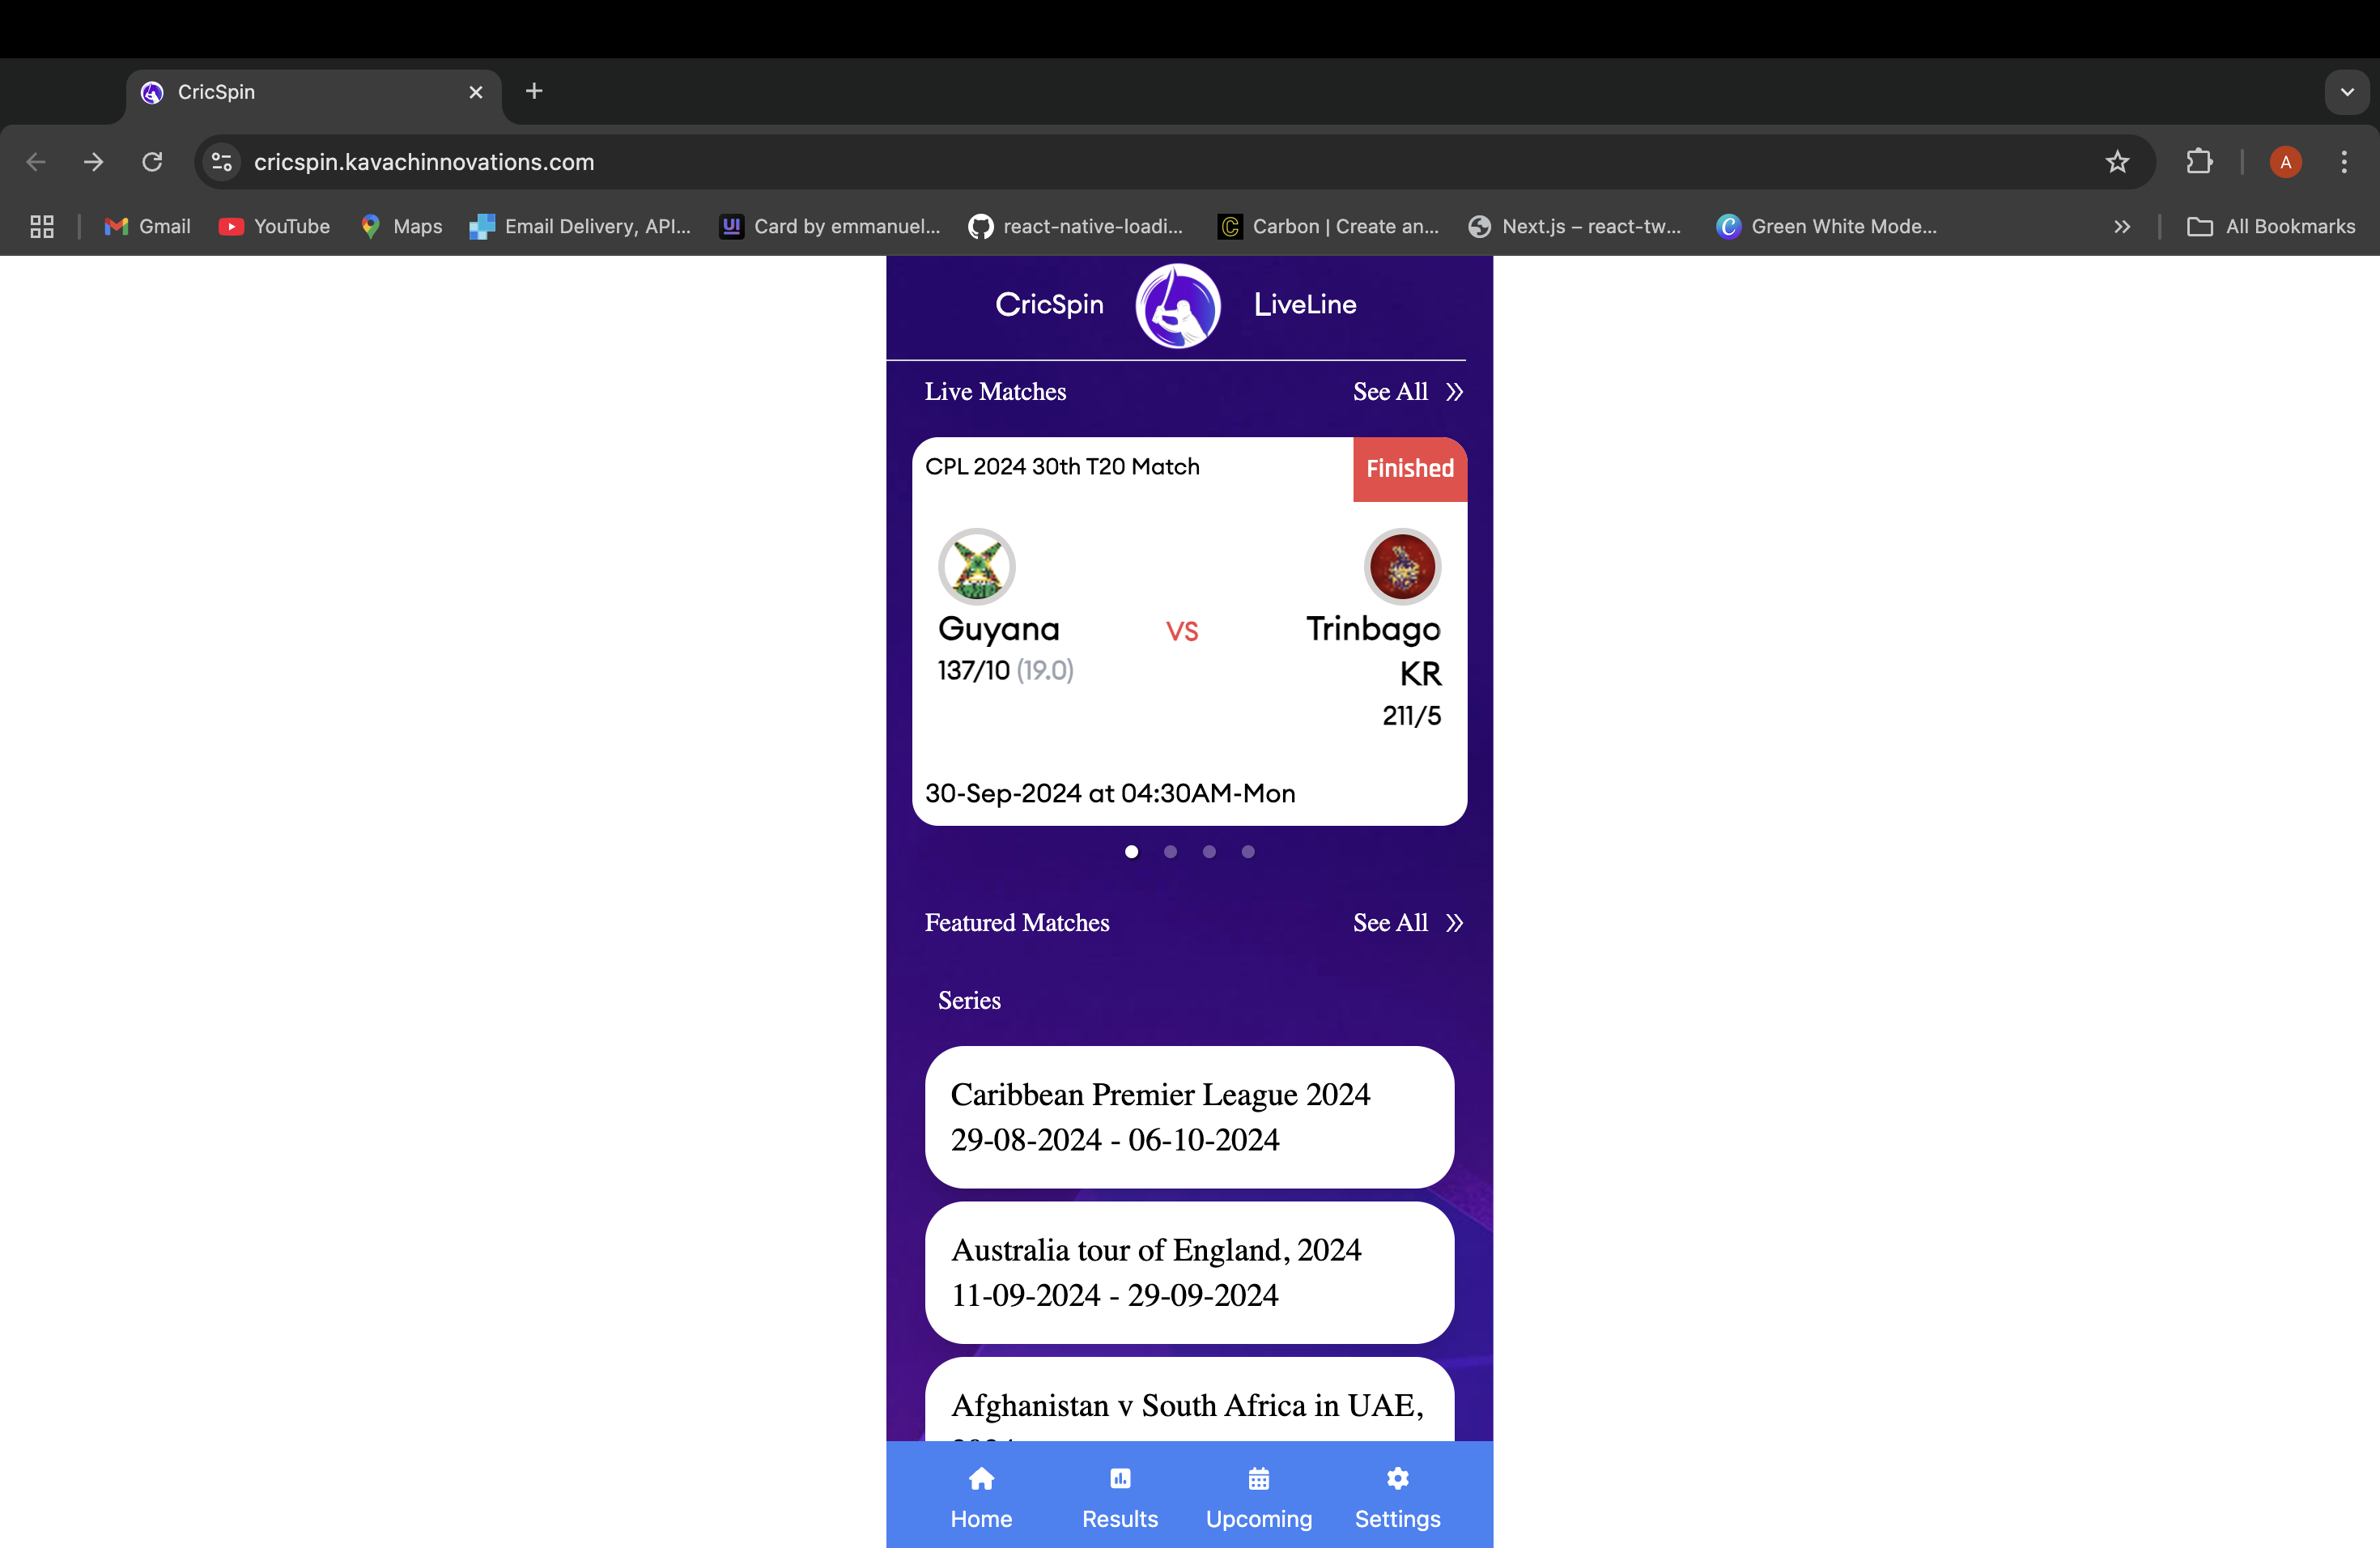 CricSpin
cricspin.kavachinnovations.com
A
Gmail YouTube Maps Email Delivery, API... UI Card by emmanuel... react-native-loadi... C Carbon | Create an... Next.js – react-tw... C Green White Mode... All Bookmarks
CricSpin LiveLine
Live Matches See All
CPL 2024 30th T20 Match Finished
Guyana VS Trinbago
KR
137/10 (19.0)
211/5
30-Sep-2024 at 04:30AM-Mon
Featured Matches See All
Series
Caribbean Premier League 2024
29-08-2024 - 06-10-2024
Australia tour of England, 2024
11-09-2024 - 29-09-2024
Afghanistan v South Africa in UAE,
Home Results Upcoming Settings